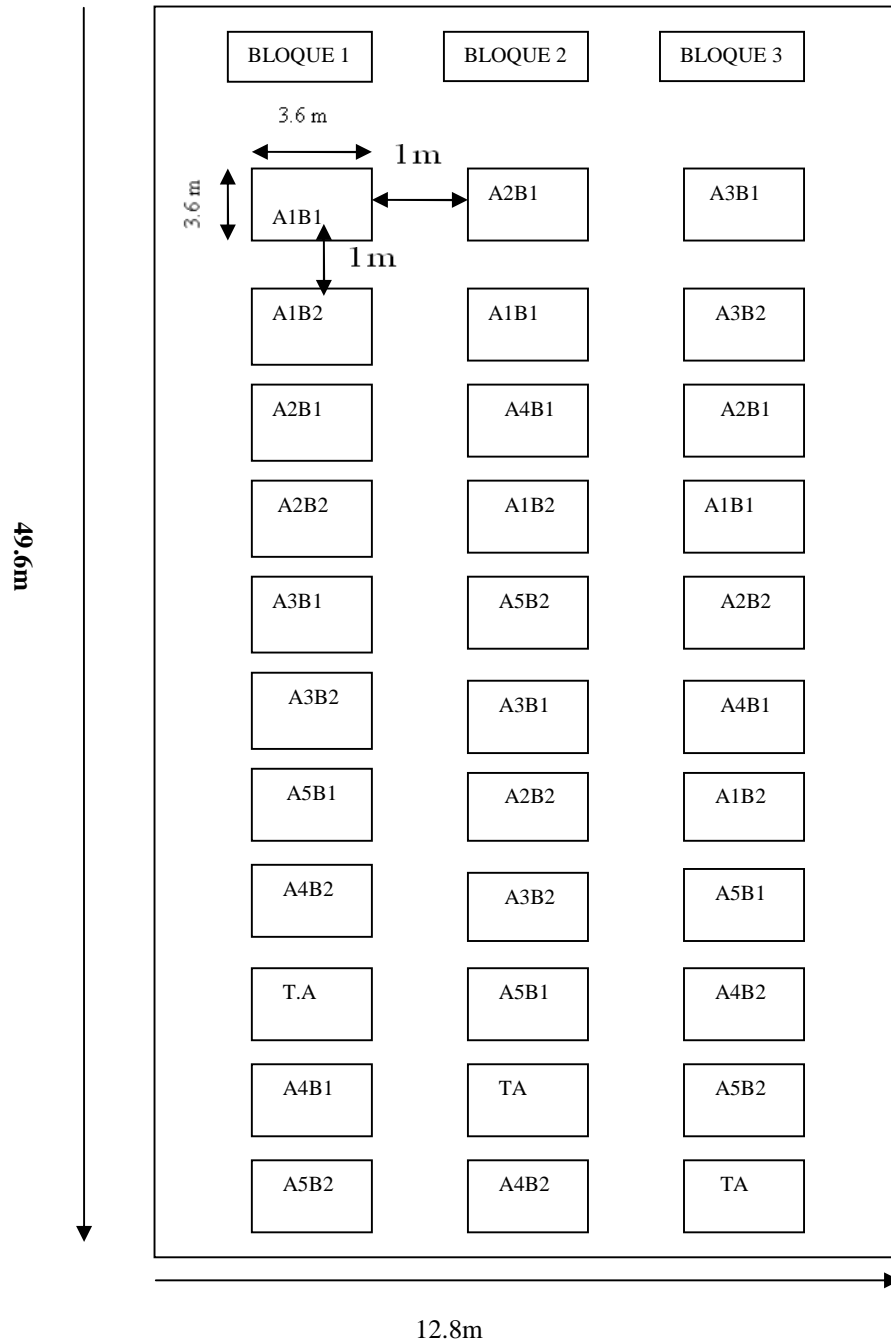 BLOQUE 1 BLOQUE 2 BLOQUE 3
3.6 m
1m
3.6 m
A1B1 A2B1 A3B1
1m
A1B2 A1B1 A3B2
A2B1 A4B1 A2B1
A2B2 A1B2 A1B1
49.6m
A3B1 A5B2 A2B2
A3B2 A3B1 A4B1
A5B1 A2B2 A1B2
A4B2 A3B2 A5B1
T.A A5B1 A4B2
A4B1 TA A5B2
A5B2 A4B2 TA
12.8m